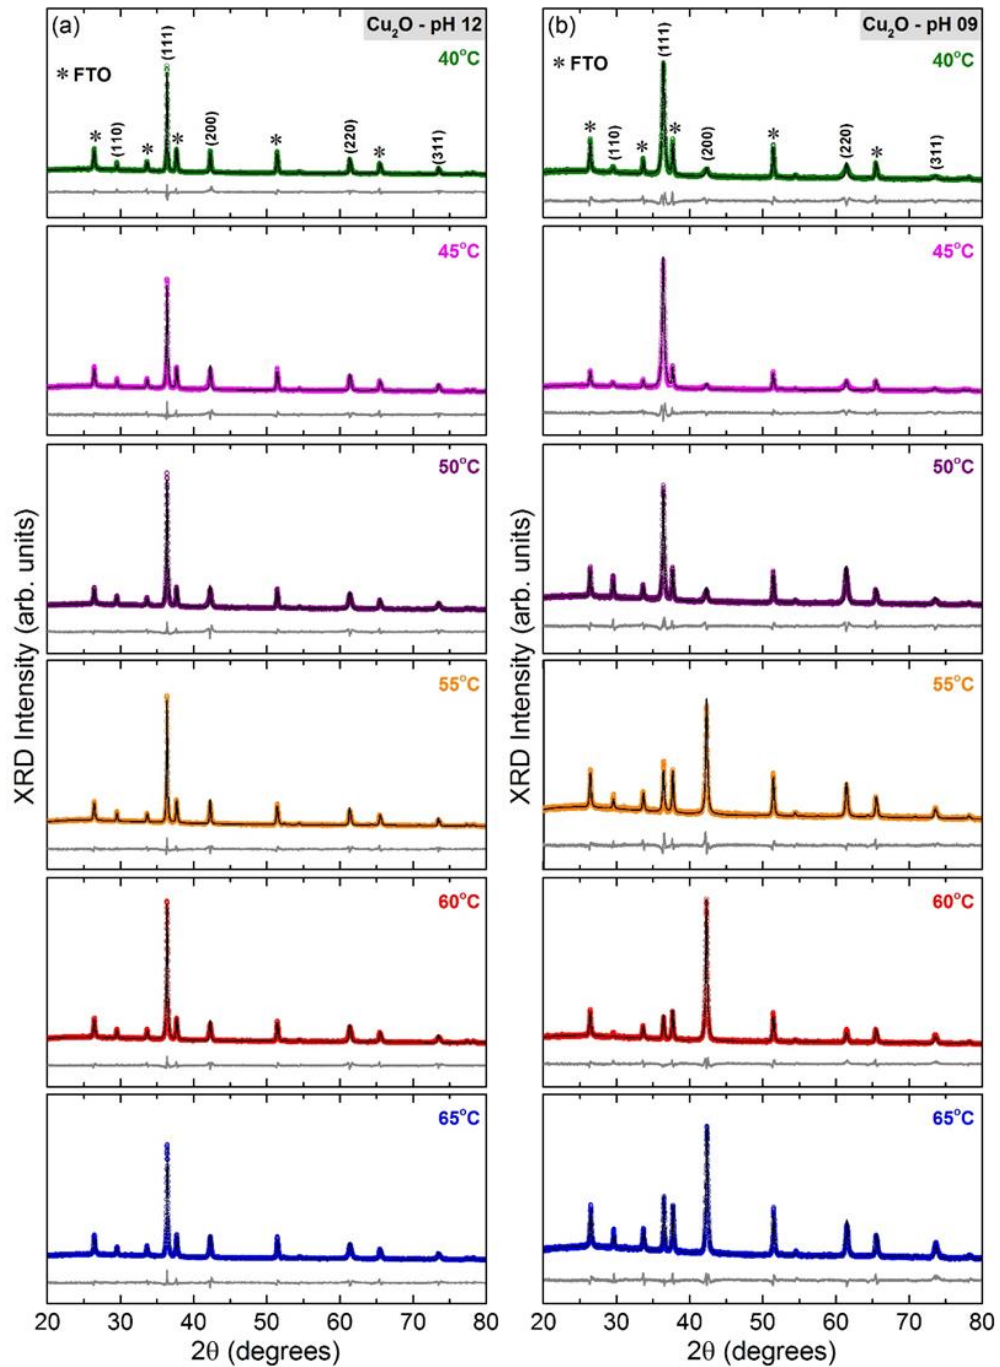 (a)
Cu₂O - pH 12
40°C
* FTO
(111)
*
(110)
*
*
(200)
*
(220)
*
(311)
45°C
50°C
55°C
60°C
65°C
XRD Intensity (arb. units)
20 30 40 50 60 70 80
2θ (degrees)
(b)
Cu₂O - pH 09
40°C
* FTO
(111)
*
(110)
*
*
(200)
*
(220)
*
(311)
45°C
50°C
55°C
60°C
65°C
XRD Intensity (arb. units)
20 30 40 50 60 70 80
2θ (degrees)